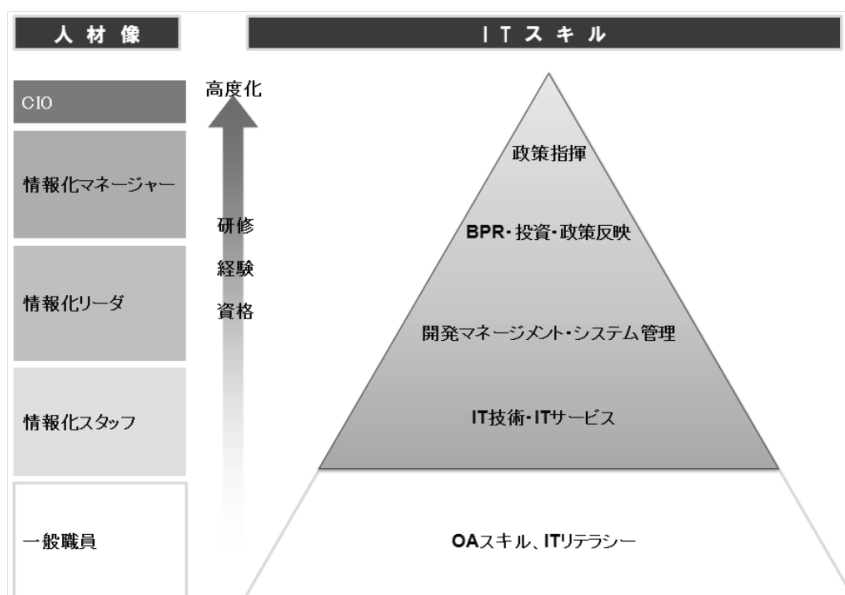 人材像
ITスキル
CIO
情報化マネージャー
情報化リーダ
情報化スタッフ
一般職員
高度化
研修
経験
資格
政策指揮
BPR・投資・政策反映
開発マネージメント・システム管理
IT技術・ITサービス
OAスキル、ITリテラシー